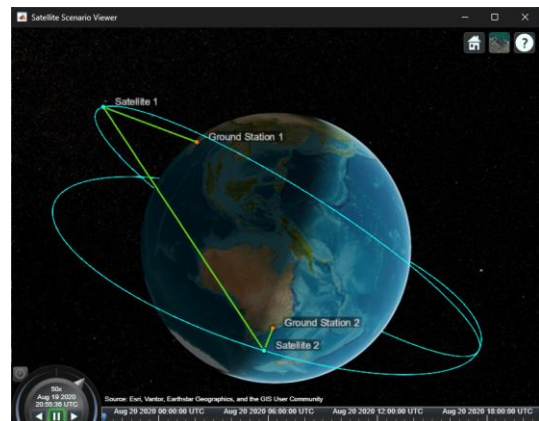 Satellite Scenario Viewer
?
Satellite 1
Ground Station 1
Ground Station 2
Satellite 2
50x
Aug 19 2020
20:55:38 UTC
Source: Esri, Vantor, Earthstar Geographics, and the GIS User Community
Aug 20 2020 00:00:00 UTC
Aug 20 2020 06:00:00 UTC
Aug 20 2020 12:00:00 UTC
Aug 20 2020 18:00:00 UTC